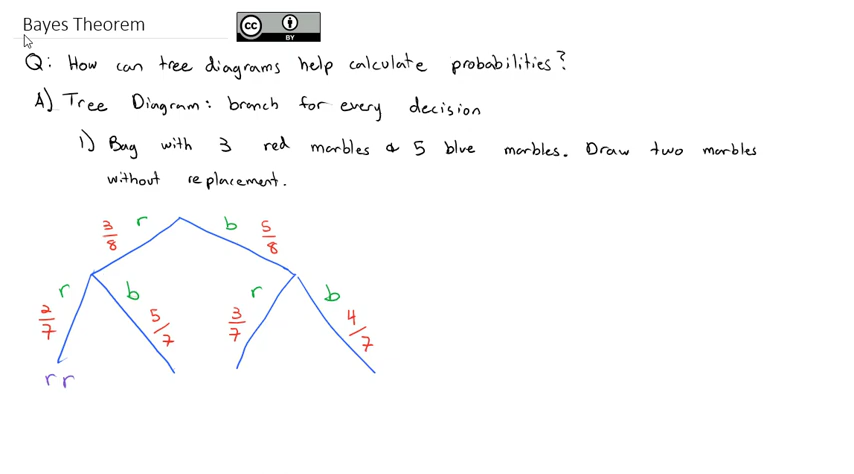 Bayes Theorem
cc BY
Q: How can tree diagrams help calculate probabilities?
A) Tree Diagram: branch for every decision
1) Bag with 3 red marbles & 5 blue marbles. Draw two marbles
without replacement.
3/8 r b 5/8
r b r b
2/7 5/7 3/7 4/7
r r